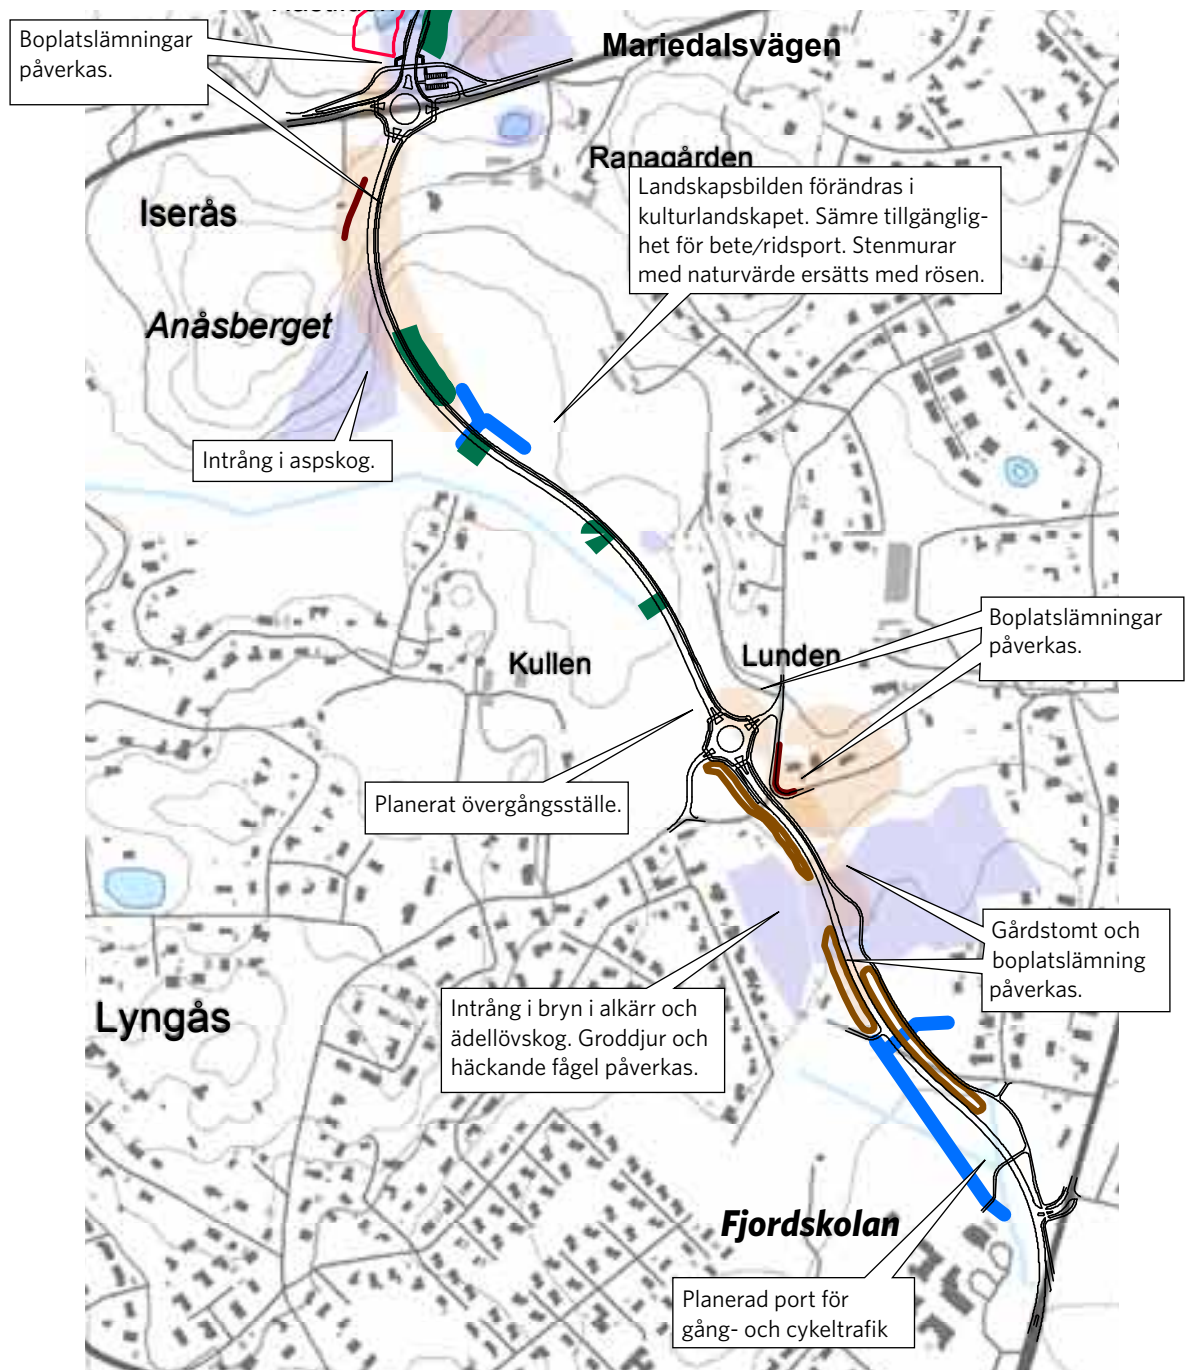 Boplatslämningar
påverkas.
Mariedalsvägen
Ranagården
Landskapsbilden förändras i
kulturlandskapet. Sämre tillgänglig-
het för bete/ridsport. Stenmurar
med naturvärde ersätts med rösen.
Iserås
Anåsberget
Intrång i aspskog.
Boplatslämningar
påverkas.
Kullen
Lunden
Planerat övergångsställe.
Gårdstomt och
boplatslämning
påverkas.
Intrång i bryn i alkärr och
ädellövskog. Groddjur och
häckande fågel påverkas.
Lyngås
Fjordskolan
Planerad port för
gång- och cykeltrafik